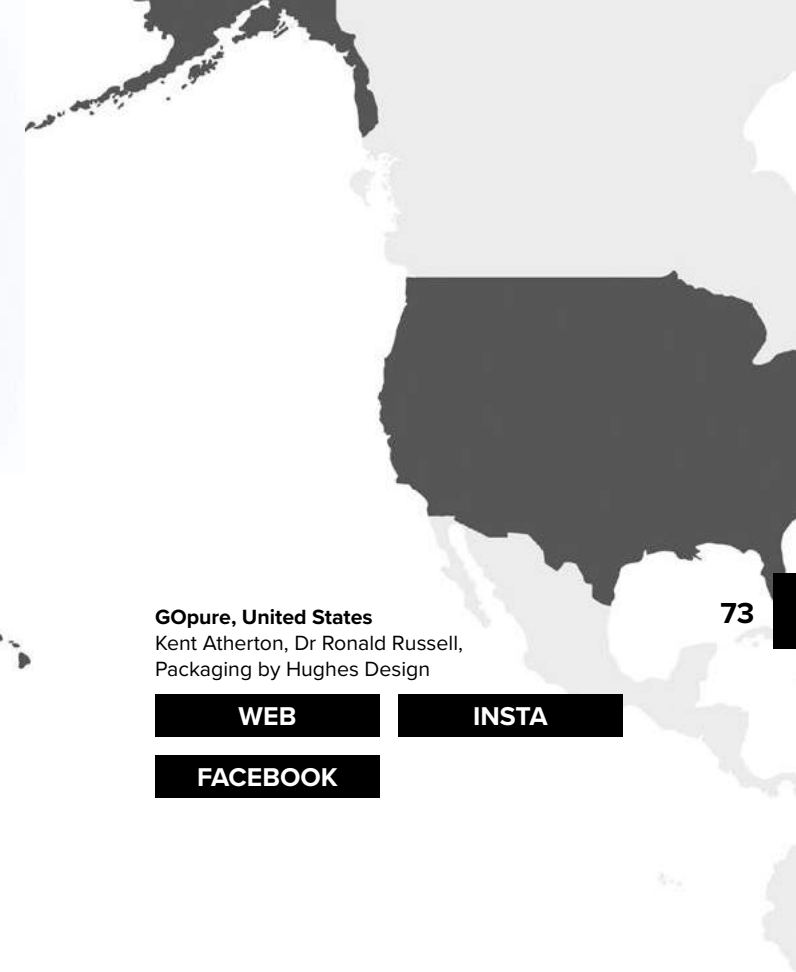 GOpure, United States
Kent Atherton, Dr Ronald Russell,
Packaging by Hughes Design
73
WEB
INSTA
FACEBOOK